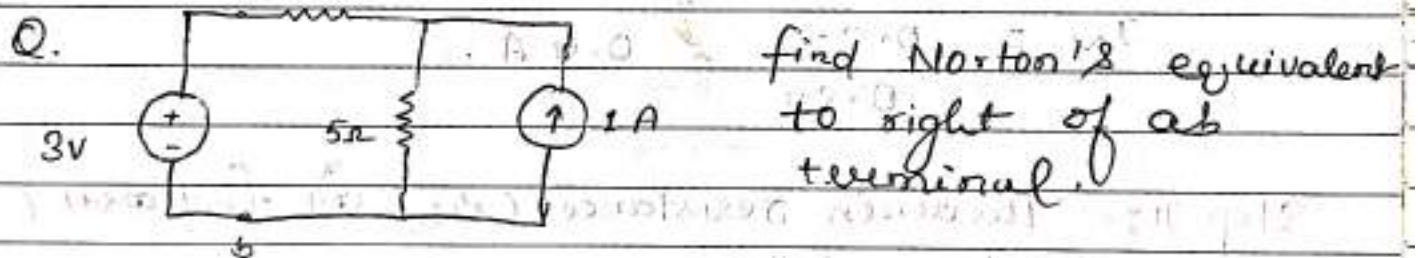 Q.
3v
5Ω
1A
b
find Norton's equivalent
to right of ab
terminal.